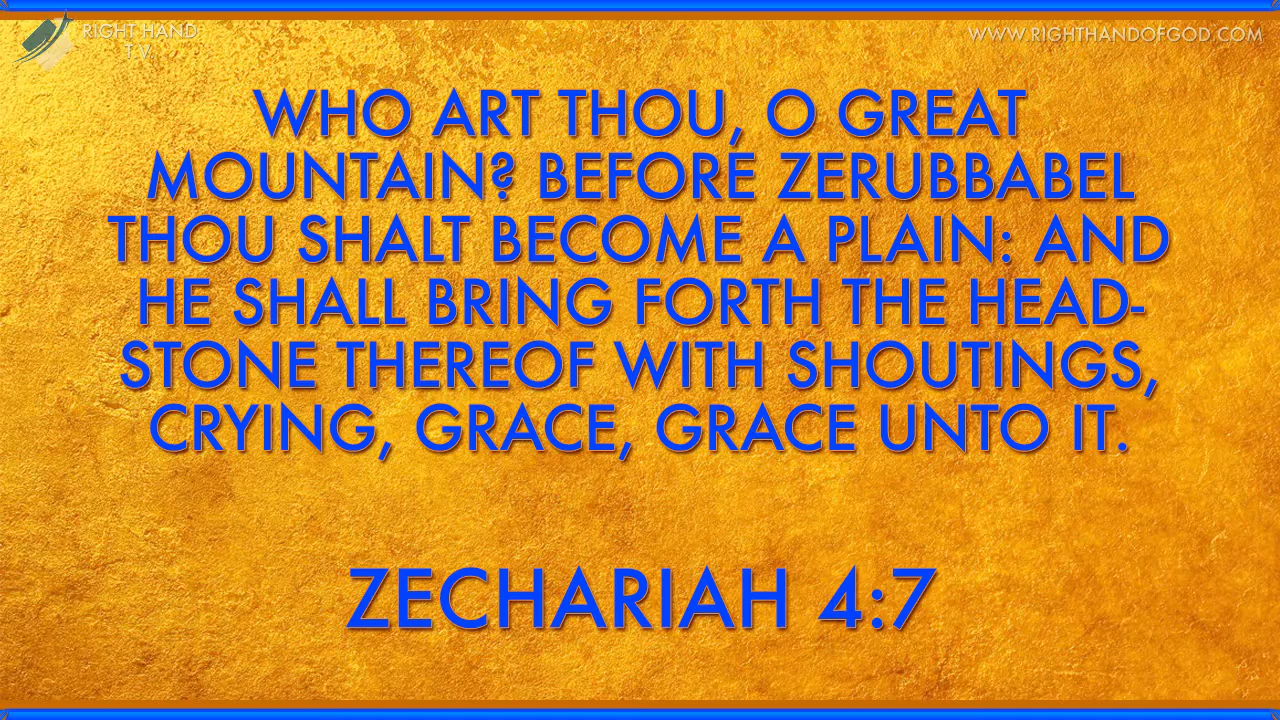 RIGHT HAND
T.V.
WWW.RIGHTHANDOFGOD.COM
WHO ART THOU, O GREAT
MOUNTAIN? BEFORE ZERUBBABEL
THOU SHALT BECOME A PLAIN: AND
HE SHALL BRING FORTH THE HEAD-
STONE THEREOF WITH SHOUTINGS,
CRYING, GRACE, GRACE UNTO IT.
ZECHARIAH 4:7